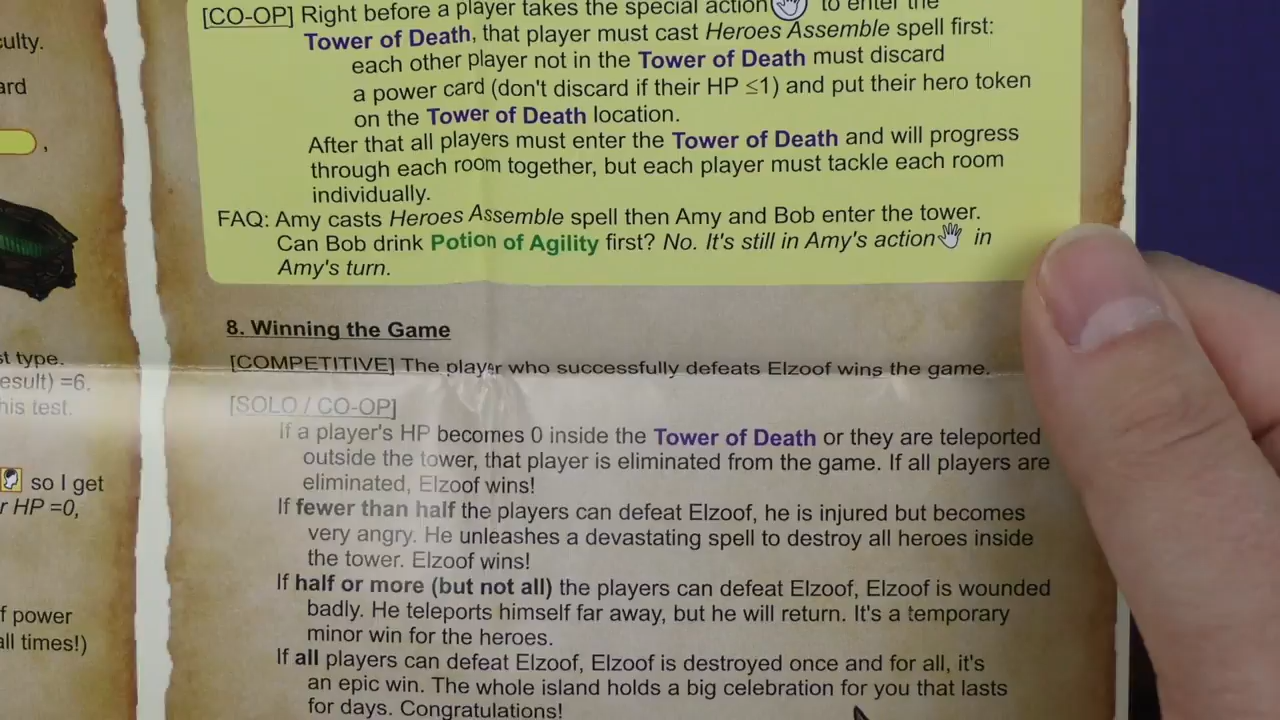 culty.
ard
,
st type.
esult) =6.
his test.
so I get
r HP =0,
f power
all times!)
[CO-OP] Right before a player takes the special action to enter the
Tower of Death, that player must cast Heroes Assemble spell first:
each other player not in the Tower of Death must discard
a power card (don't discard if their HP ≤1) and put their hero token
on the Tower of Death location.
After that all players must enter the Tower of Death and will progress
through each room together, but each player must tackle each room
individually.
FAQ: Amy casts Heroes Assemble spell then Amy and Bob enter the tower.
Can Bob drink Potion of Agility first? No. It's still in Amy's action in
Amy's turn.
8. Winning the Game
[COMPETITIVE] The player who successfully defeats Elzoof wins the game.
[SOLO / CO-OP]
If a player's HP becomes 0 inside the Tower of Death or they are teleported
outside the tower, that player is eliminated from the game. If all players are
eliminated, Elzoof wins!
If fewer than half the players can defeat Elzoof, he is injured but becomes
very angry. He unleashes a devastating spell to destroy all heroes inside
the tower. Elzoof wins!
If half or more (but not all) the players can defeat Elzoof, Elzoof is wounded
badly. He teleports himself far away, but he will return. It's a temporary
minor win for the heroes.
If all players can defeat Elzoof, Elzoof is destroyed once and for all, it's
an epic win. The whole island holds a big celebration for you that lasts
for days. Congratulations!